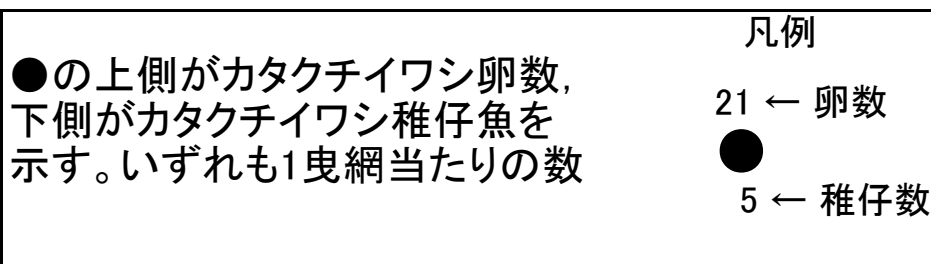 ●の上側がカタクチイワシ卵数,
下側がカタクチイワシ稚仔魚を
示す。いずれも1曳網当たりの数
凡例
21 ← 卵数
5 ← 稚仔数